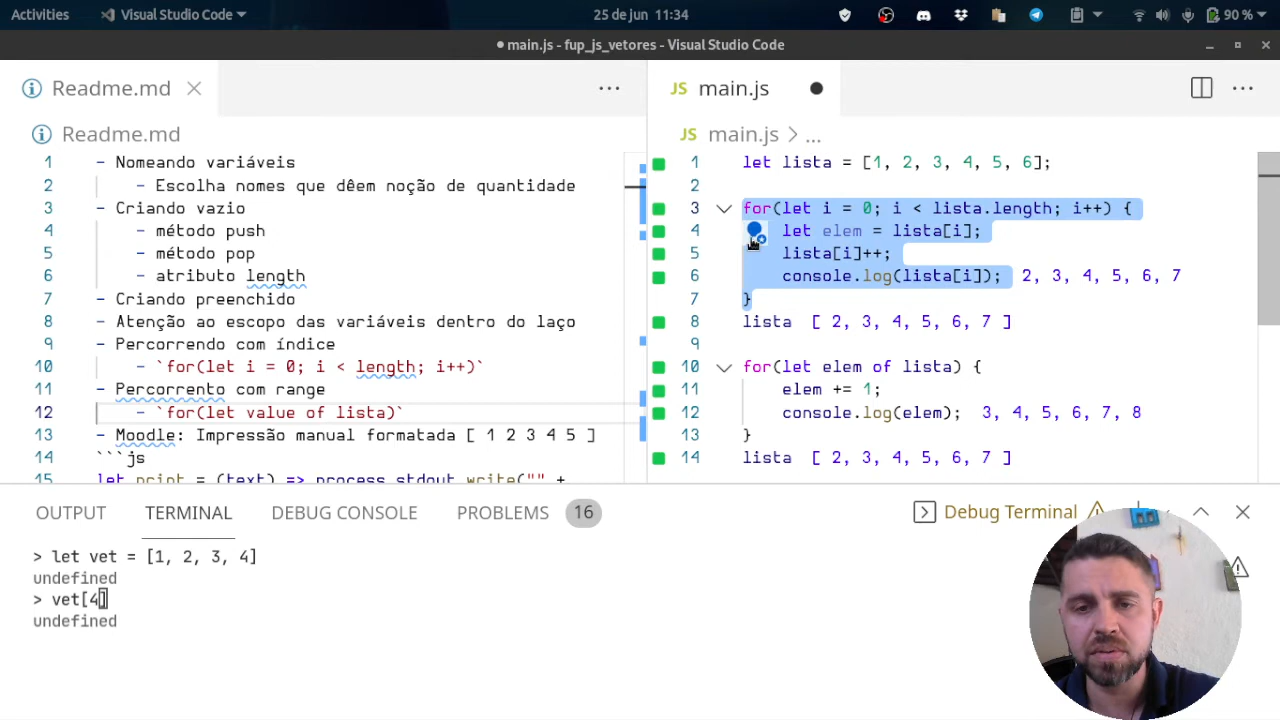 Activities
Visual Studio Code
25 de jun 11:34
90 %
main.js - fup_js_vetores - Visual Studio Code
Readme.md
Readme.md
1 - Nomeando variáveis
2 - Escolha nomes que dêem noção de quantidade
3 - Criando vazio
4 - método push
5 - método pop
6 - atributo length
7 - Criando preenchido
8 - Atenção ao escopo das variáveis dentro do laço
9 - Percorrendo com índice
10 - `for(let i = 0; i < length; i++)`
11 - Percorrento com range
12 - `for(let value of lista)`
13 - Moodle: Impressão manual formatada [ 1 2 3 4 5 ]
14 ```js
15 let print = (text) => process.stdout.write("" +
JS main.js
JS main.js > ...
1 let lista = [1, 2, 3, 4, 5, 6];
2
3 for(let i = 0; i < lista.length; i++) {
4 let elem = lista[i];
5 lista[i]++;
6 console.log(lista[i]); 2, 3, 4, 5, 6, 7
7 }
8 lista [ 2, 3, 4, 5, 6, 7 ]
9
10 for(let elem of lista) {
11 elem += 1;
12 console.log(elem); 3, 4, 5, 6, 7, 8
13 }
14 lista [ 2, 3, 4, 5, 6, 7 ]
OUTPUT
TERMINAL
DEBUG CONSOLE
PROBLEMS
16
Debug Terminal
> let vet = [1, 2, 3, 4]
undefined
> vet[4]
undefined